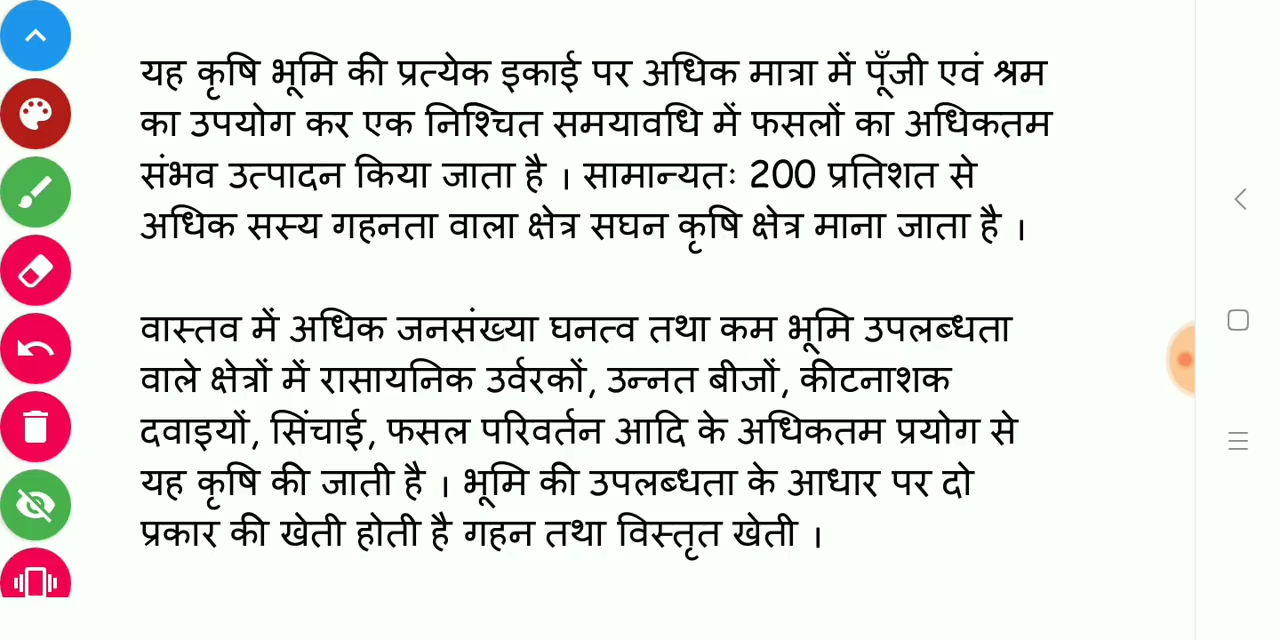 यह कृषि भूमि की प्रत्येक इकाई पर अधिक मात्रा में पूँजी एवं श्रम
का उपयोग कर एक निश्चित समयावधि में फसलों का अधिकतम
संभव उत्पादन किया जाता है । सामान्यतः 200 प्रतिशत से
अधिक सस्य गहनता वाला क्षेत्र सघन कृषि क्षेत्र माना जाता है ।
वास्तव में अधिक जनसंख्या घनत्व तथा कम भूमि उपलब्धता
वाले क्षेत्रों में रासायनिक उर्वरकों, उन्नत बीजों, कीटनाशक
दवाइयों, सिंचाई, फसल परिवर्तन आदि के अधिकतम प्रयोग से
यह कृषि की जाती है । भूमि की उपलब्धता के आधार पर दो
प्रकार की खेती होती है गहन तथा विस्तृत खेती ।